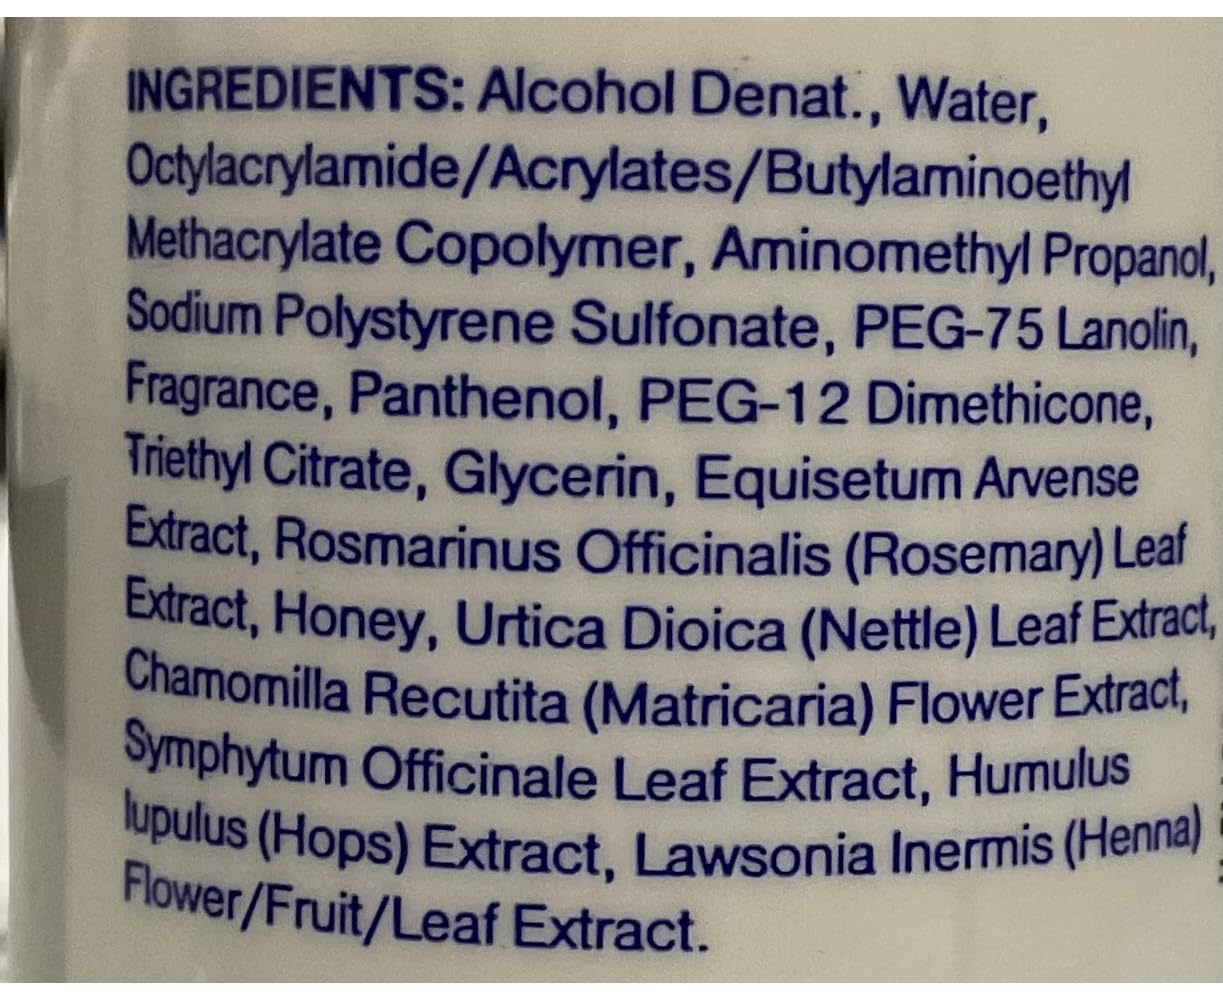 INGREDIENTS: Alcohol Denat., Water,
Octylacrylamide/Acrylates/Butylaminoethyl
Methacrylate Copolymer, Aminomethyl Propanol,
Sodium Polystyrene Sulfonate, PEG-75 Lanolin,
Fragrance, Panthenol, PEG-12 Dimethicone,
Triethyl Citrate, Glycerin, Equisetum Arvense
Extract, Rosmarinus Officinalis (Rosemary) Leaf
Extract, Honey, Urtica Dioica (Nettle) Leaf Extract,
Chamomilla Recutita (Matricaria) Flower Extract,
Symphytum Officinale Leaf Extract, Humulus
lupulus (Hops) Extract, Lawsonia Inermis (Henna)
Flower/Fruit/Leaf Extract.